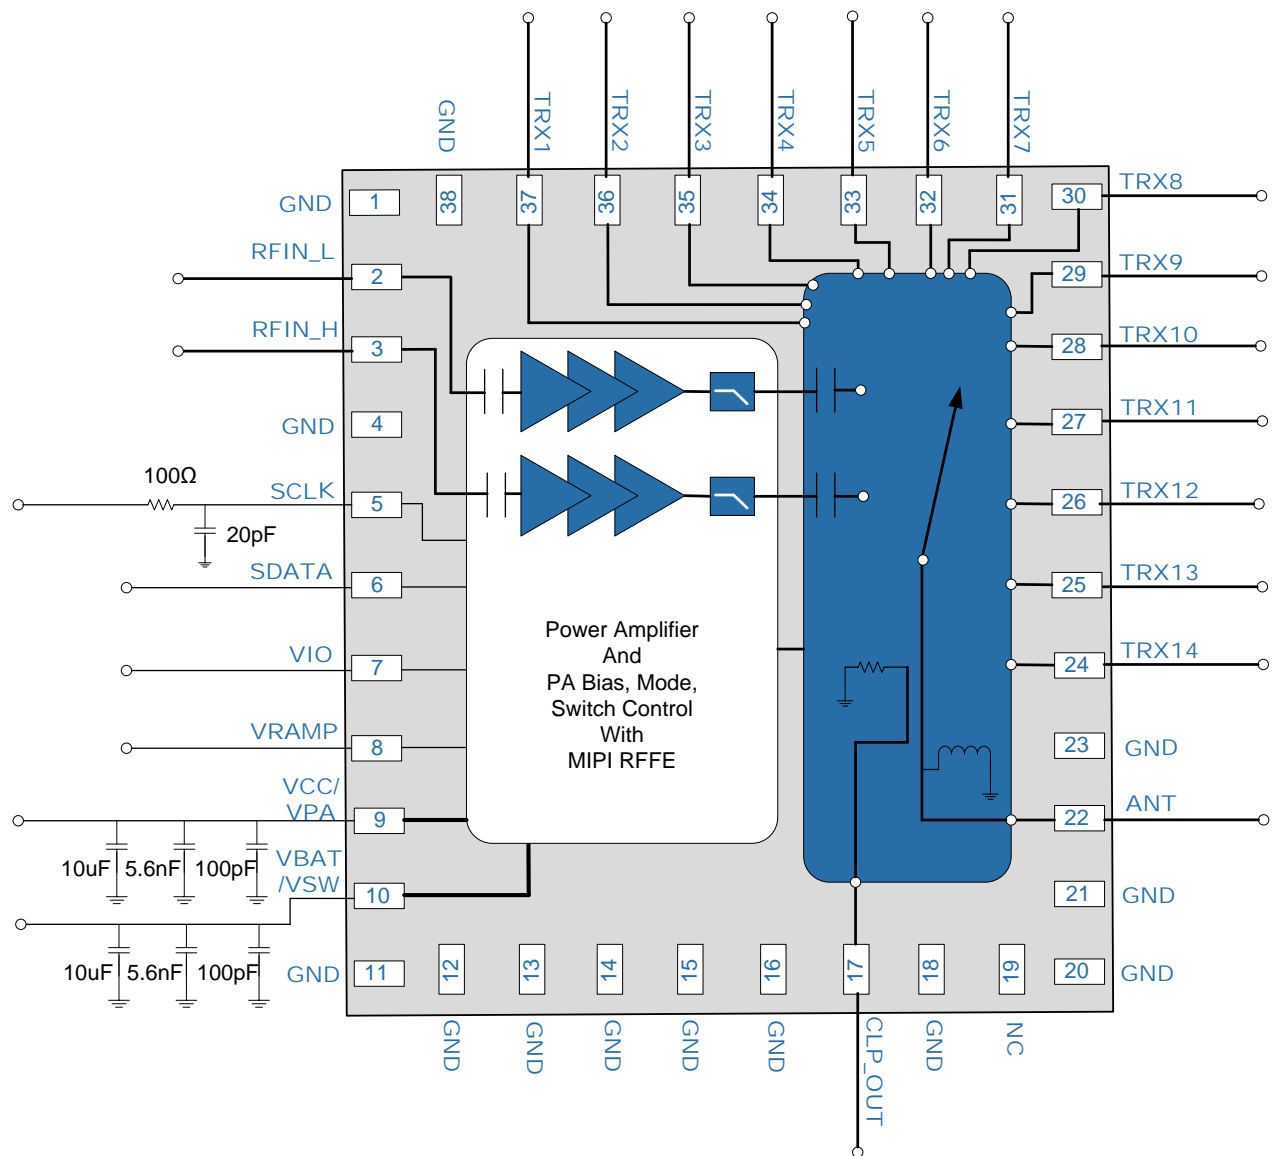 TRX1
TRX2
TRX3
TRX4
TRX5
TRX6
TRX7
GND
38
37
36
35
34
33
32
31
GND
1
30
TRX8
RFIN_L
2
29
TRX9
RFIN_H
3
28
TRX10
GND
4
27
TRX11
100Ω
20pF
SCLK
5
26
TRX12
SDATA
6
25
TRX13
VIO
7
24
TRX14
VRAMP
8
23
GND
VCC/
VPA
9
22
ANT
10uF
5.6nF
100pF
VBAT
/VSW
10
21
GND
10uF
5.6nF
100pF
GND
11
20
GND
Power Amplifier
And
PA Bias, Mode,
Switch Control
With
MIPI RFFE
12
13
14
15
16
17
18
19
GND
GND
GND
GND
GND
CLP_OUT
GND
NC